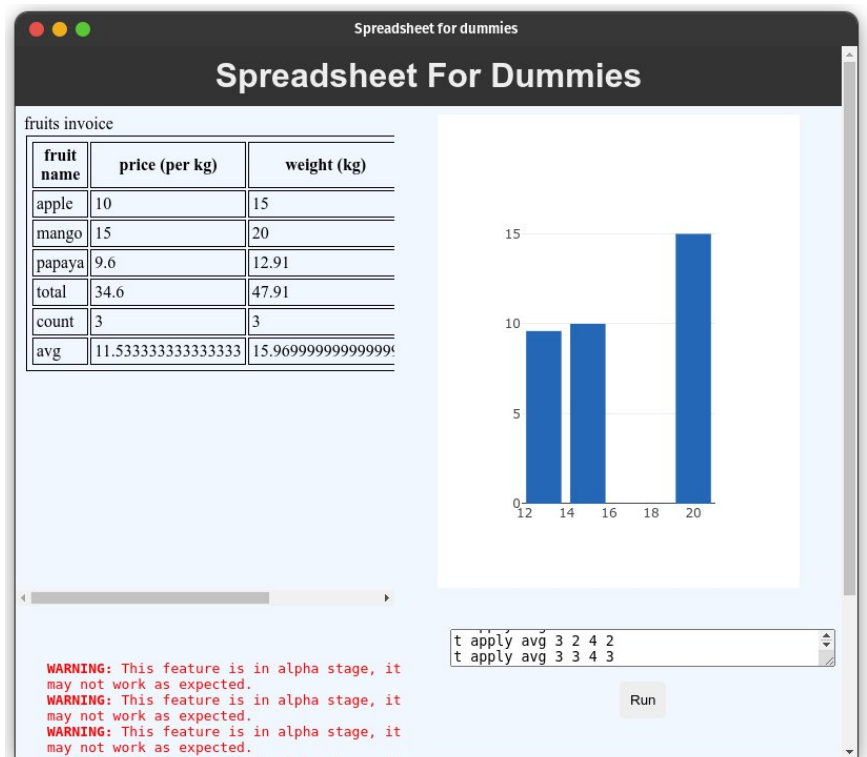 Spreadsheet for dummies
Spreadsheet For Dummies
fruits invoice
fruit name price (per kg) weight (kg)
apple 10 15
mango 15 20
papaya 9.6 12.91
total 34.6 47.91
count 3 3
avg 11.533333333333333 15.969999999999999
15
10
5
0
12 14 16 18 20
t apply avg 3 2 4 2
t apply avg 3 3 4 3
Run
WARNING: This feature is in alpha stage, it
may not work as expected.
WARNING: This feature is in alpha stage, it
may not work as expected.
WARNING: This feature is in alpha stage, it
may not work as expected.